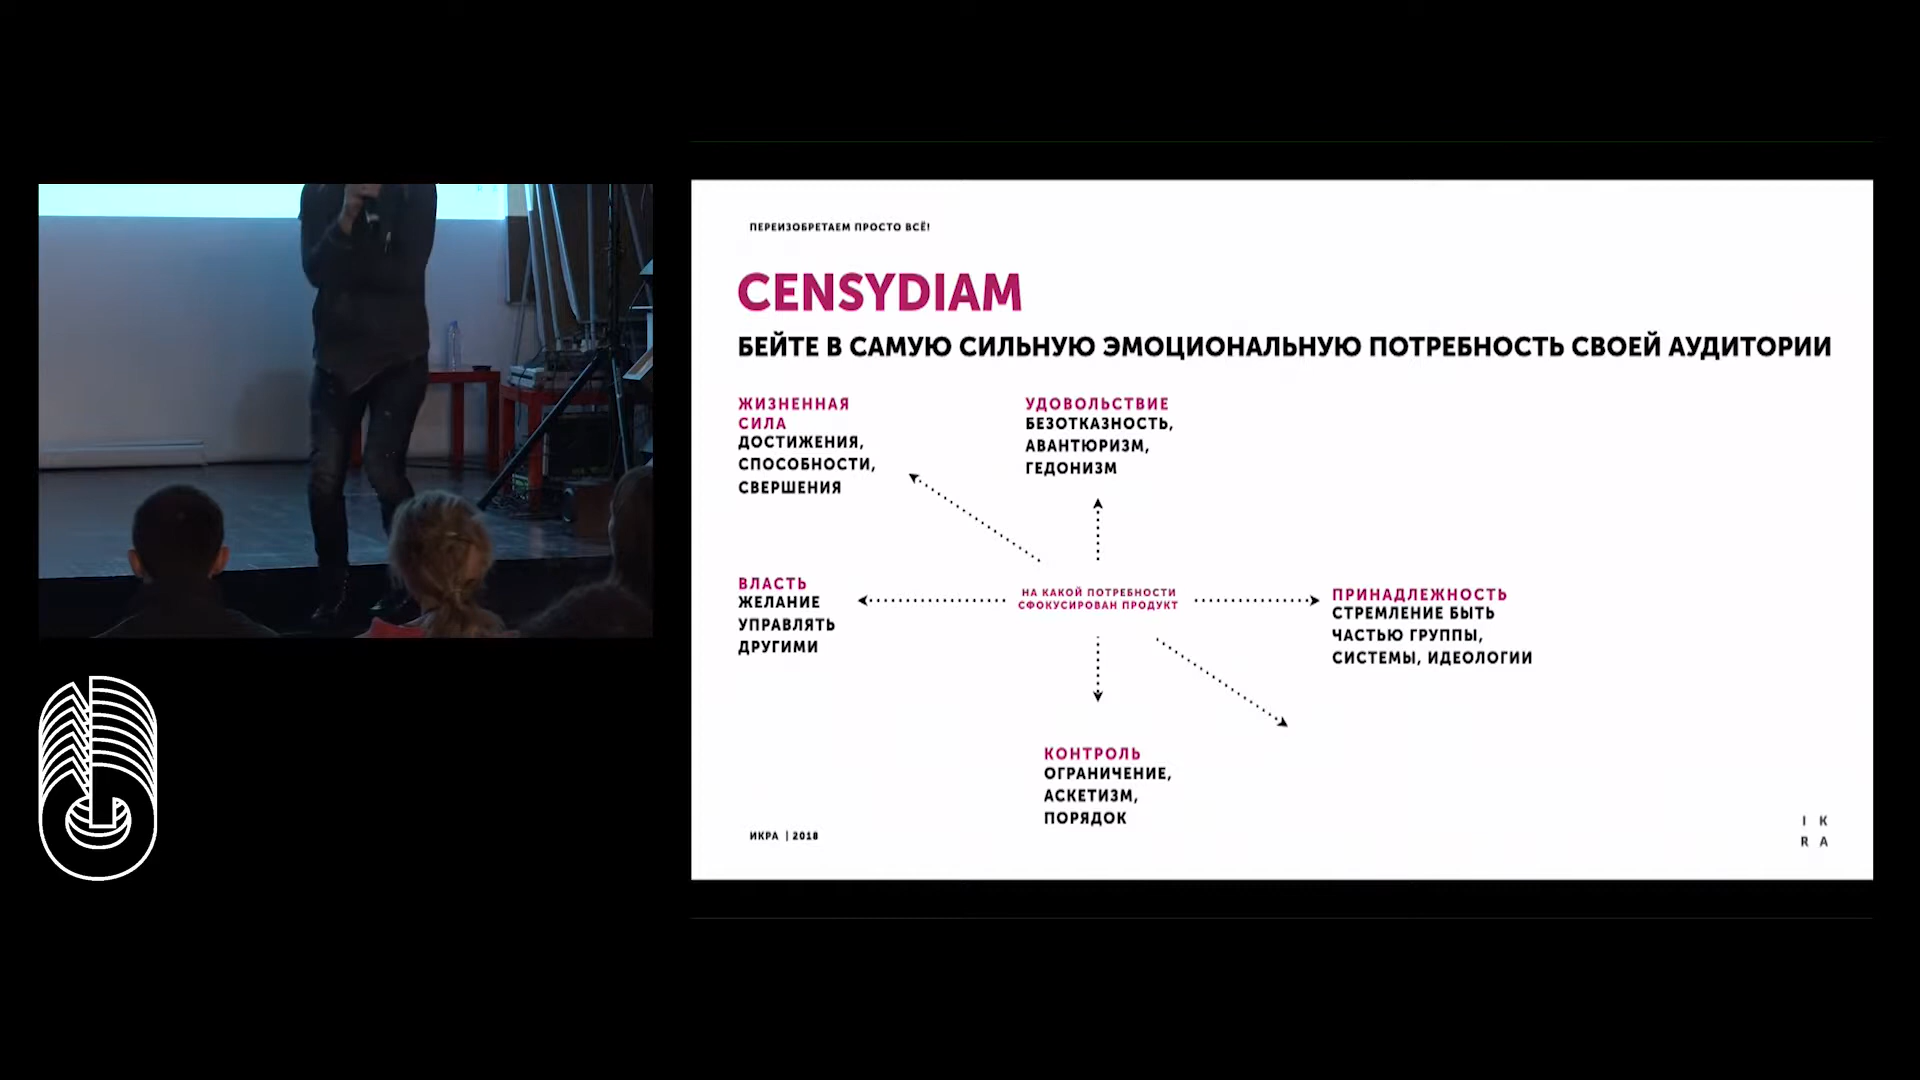 ПЕРЕИЗОБРЕТАЕМ ПРОСТО ВСЁ!
CENSYDIAM
БЕЙТЕ В САМУЮ СИЛЬНУЮ ЭМОЦИОНАЛЬНУЮ ПОТРЕБНОСТЬ СВОЕЙ АУДИТОРИИ
ЖИЗНЕННАЯ
СИЛА
ДОСТИЖЕНИЯ,
СПОСОБНОСТИ,
СВЕРШЕНИЯ
УДОВОЛЬСТВИЕ
БЕЗОТКАЗНОСТЬ,
АВАНТЮРИЗМ,
ГЕДОНИЗМ
ВЛАСТЬ
ЖЕЛАНИЕ
УПРАВЛЯТЬ
ДРУГИМИ
НА КАКОЙ ПОТРЕБНОСТИ
СФОКУСИРОВАН ПРОДУКТ
ПРИНАДЛЕЖНОСТЬ
СТРЕМЛЕНИЕ БЫТЬ
ЧАСТЬЮ ГРУППЫ,
СИСТЕМЫ, ИДЕОЛОГИИ
КОНТРОЛЬ
ОГРАНИЧЕНИЕ,
АСКЕТИЗМ,
ПОРЯДОК
ИКРА | 2018
I K
R A